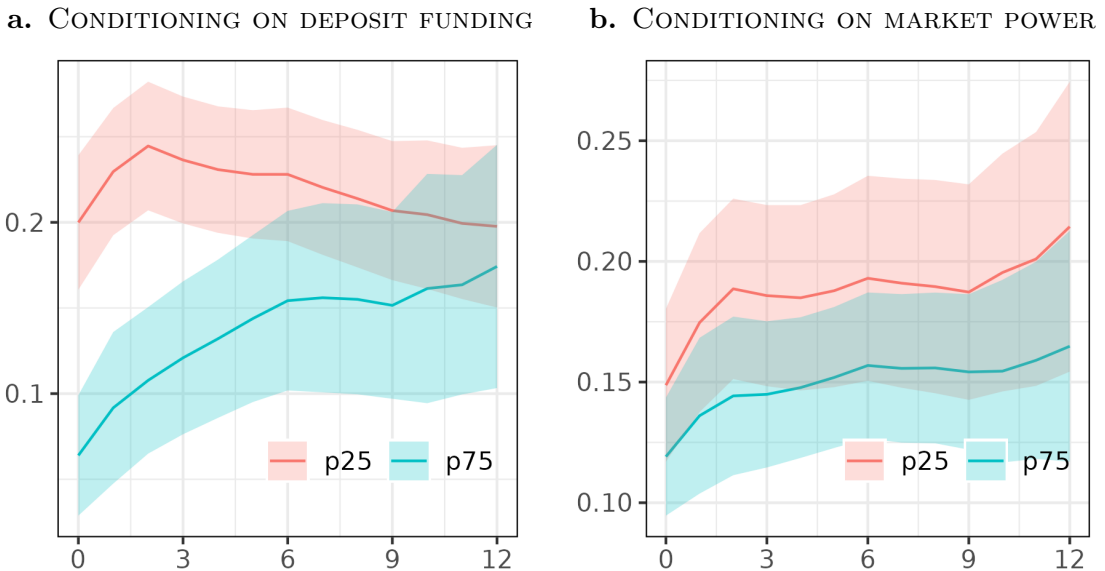 a. CONDITIONING ON DEPOSIT FUNDING
0.2
0.1
p25 p75
0 3 6 9 12
b. CONDITIONING ON MARKET POWER
0.25
0.20
0.15
0.10
p25 p75
0 3 6 9 12